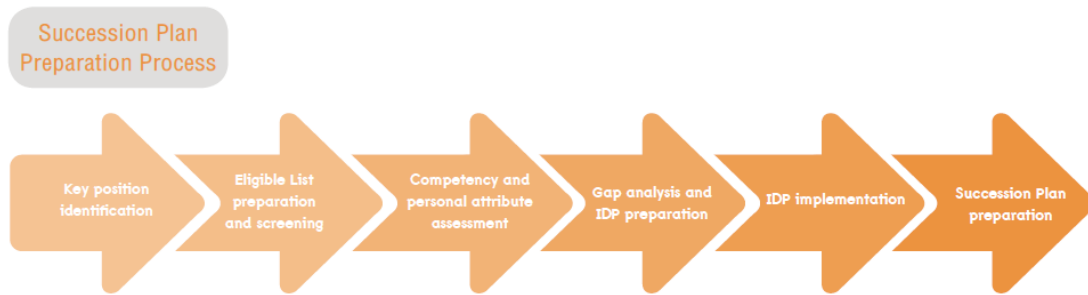 Succession Plan
Preparation Process
Key position
identification
Eligible List
preparation
and screening
Competency and
personal attribute
assessment
Gap analysis and
IDP preparation
IDP implementation
Succession Plan
preparation